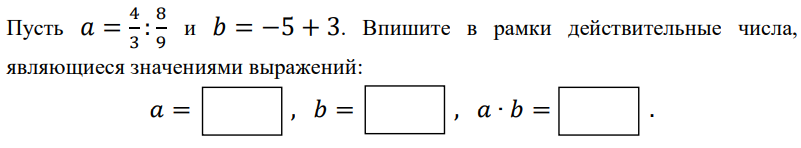 Пусть a = 4/3 : 8/9 и b = −5 + 3. Впишите в рамки действительные числа,
являющиеся значениями выражений:
a = , b = , a · b = .